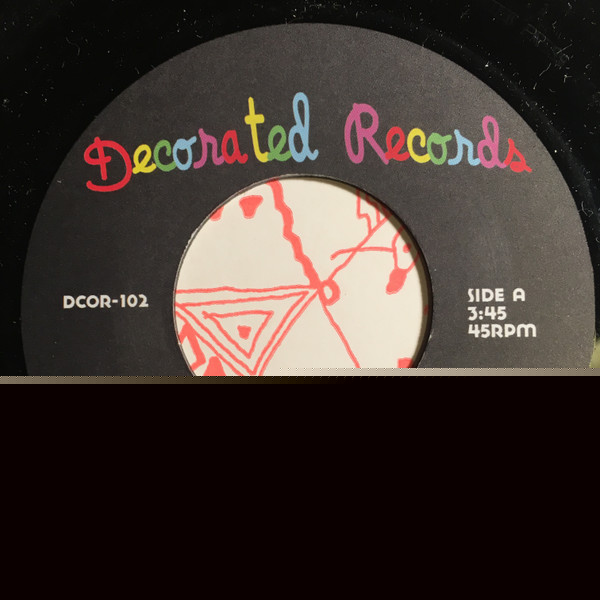 Decorated Records
DCOR-102
SIDE A
3:45
45RPM